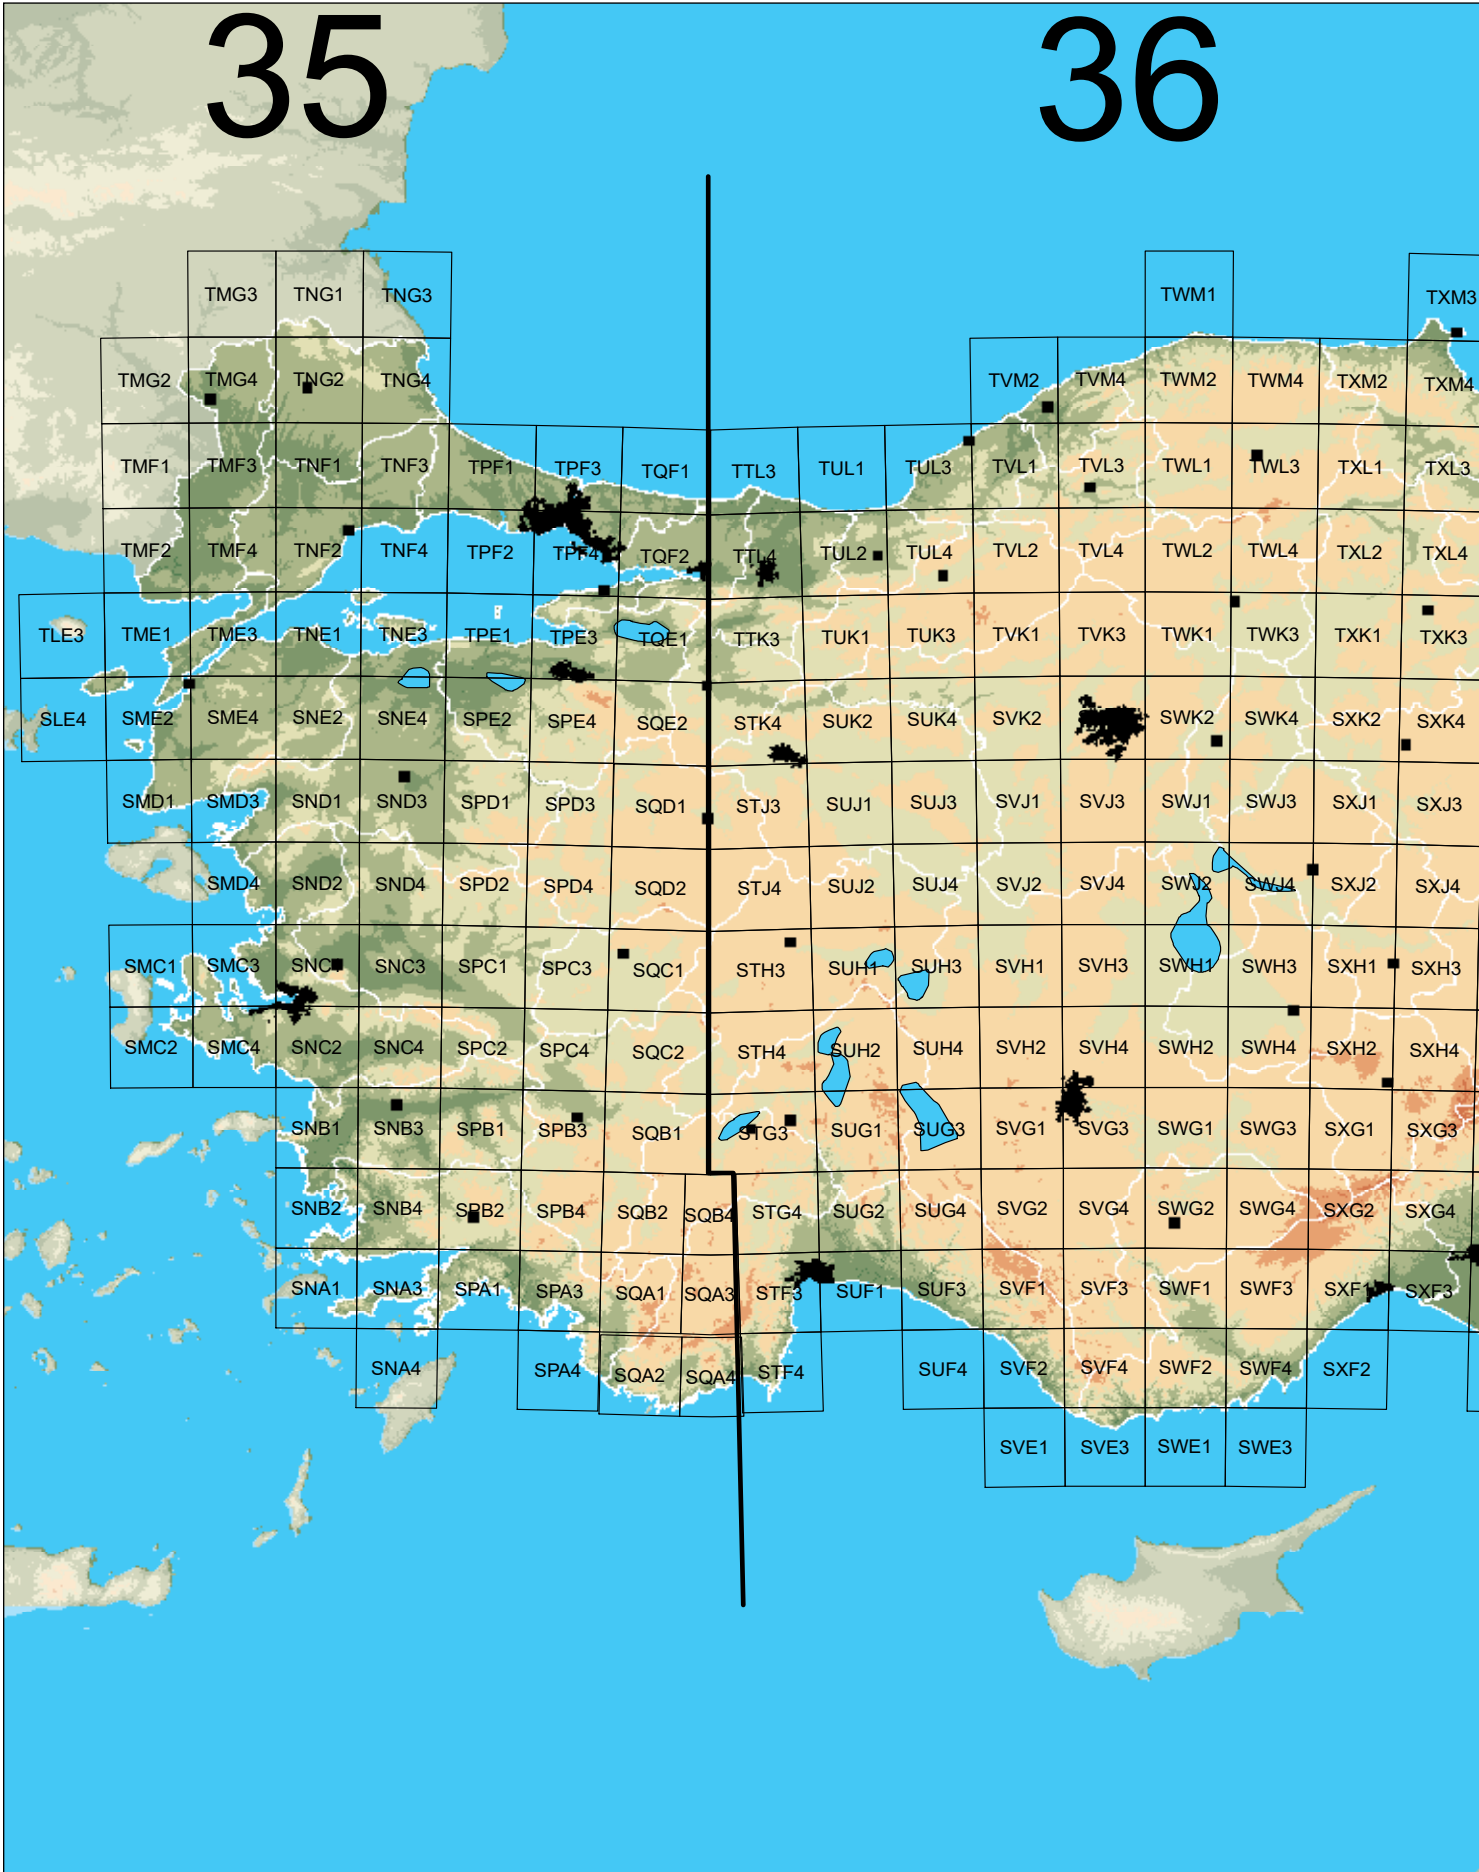 35 36
TMG3 TNG1 TNG3 TWM1 TXM3
TMG2 TMG4 TNG2 TNG4 TVM2 TVM4 TWM2 TWM4 TXM2 TXM4
TMF1 TMF3 TNF1 TNF3 TPF1 TPF3 TQF1 TTL3 TUL1 TUL3 TVL1 TVL3 TWL1 TWL3 TXL1 TXL3
TMF2 TMF4 TNF2 TNF4 TPF2 TPF4 TQF2 TTL4 TUL2 TUL4 TVL2 TVL4 TWL2 TWL4 TXL2 TXL4
TLE3 TME1 TME3 TNE1 TNE3 TPE1 TPE3 TQE1 TTK3 TUK1 TUK3 TVK1 TVK3 TWK1 TWK3 TXK1 TXK3
SLE4 SME2 SME4 SNE2 SNE4 SPE2 SPE4 SQE2 STK4 SUK2 SUK4 SVK2 SWK2 SWK4 SXK2 SXK4
SMD1 SMD3 SND1 SND3 SPD1 SPD3 SQD1 STJ3 SUJ1 SUJ3 SVJ1 SVJ3 SWJ1 SWJ3 SXJ1 SXJ3
SMD4 SND2 SND4 SPD2 SPD4 SQD2 STJ4 SUJ2 SUJ4 SVJ2 SVJ4 SWJ2 SWJ4 SXJ2 SXJ4
SMC1 SMC3 SNC1 SNC3 SPC1 SPC3 SQC1 STH3 SUH1 SUH3 SVH1 SVH3 SWH1 SWH3 SXH1 SXH3
SMC2 SMC4 SNC2 SNC4 SPC2 SPC4 SQC2 STH4 SUH2 SUH4 SVH2 SVH4 SWH2 SWH4 SXH2 SXH4
SNB1 SNB3 SPB1 SPB3 SQB1 STG3 SUG1 SUG3 SVG1 SVG3 SWG1 SWG3 SXG1 SXG3
SNB2 SNB4 SPB2 SPB4 SQB2 SQB4 STG4 SUG2 SUG4 SVG2 SVG4 SWG2 SWG4 SXG2 SXG4
SNA1 SNA3 SPA1 SPA3 SQA1 SQA3 STF3 SUF1 SUF3 SVF1 SVF3 SWF1 SWF3 SXF1 SXF3
SNA4 SPA4 SQA2 SQA4 STF4 SUF4 SVF2 SVF4 SWF2 SWF4 SXF2
SVE1 SVE3 SWE1 SWE3